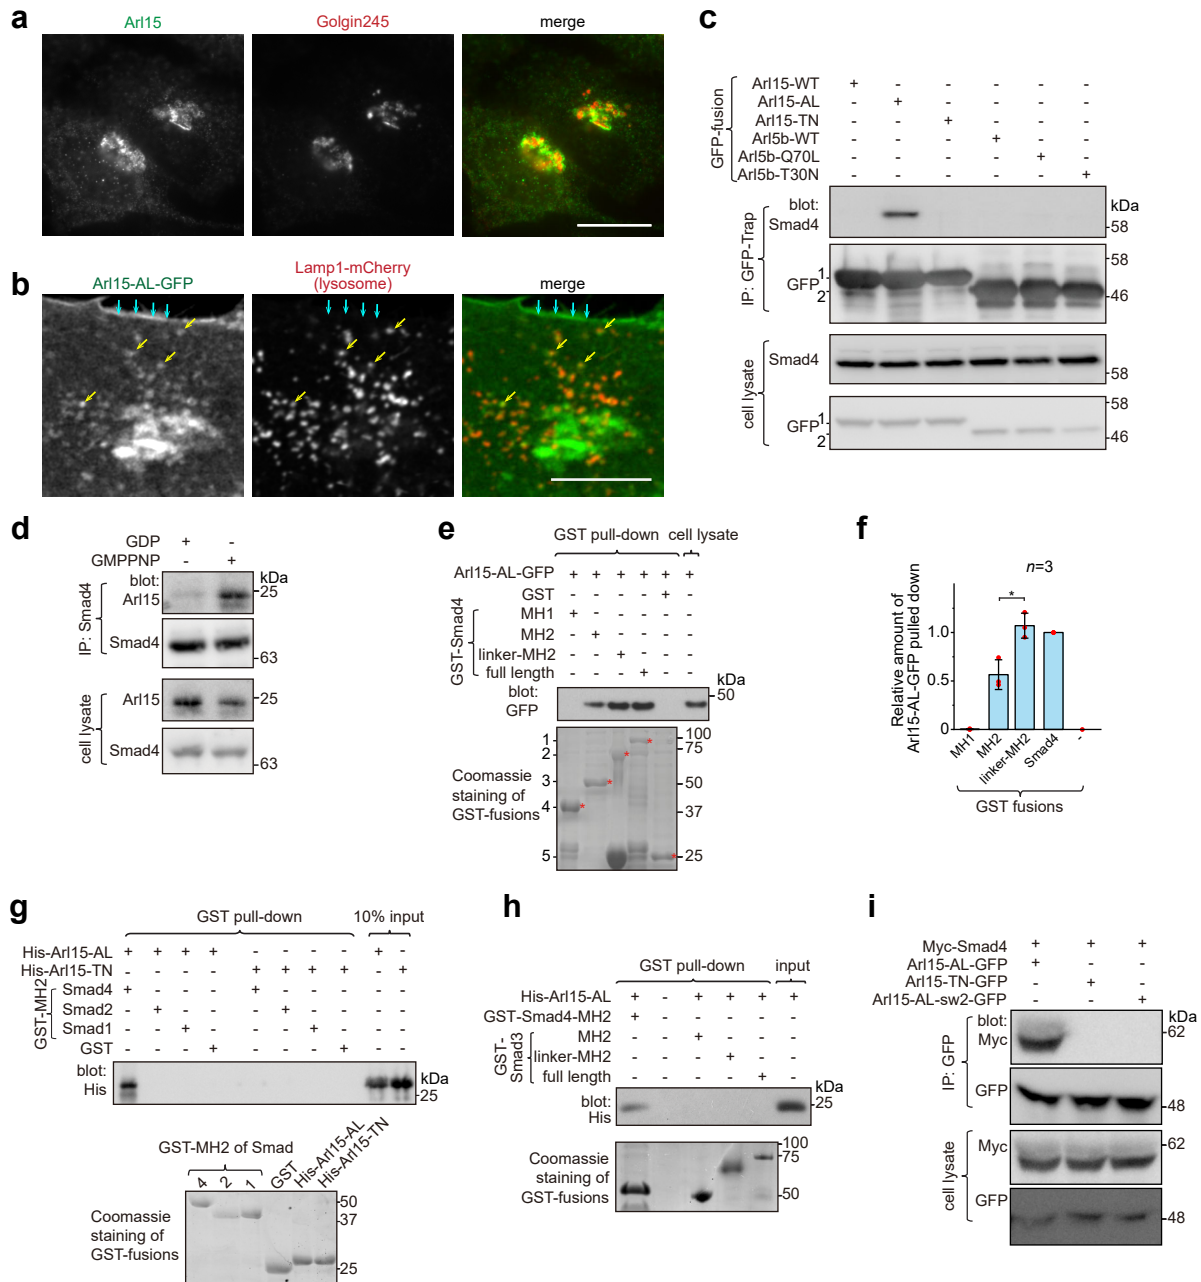 a
Arl15
Golgin245
merge
b
Arl15-AL-GFP
Lamp1-mCherry
(lysosome)
merge
c
GFP-fusion
Arl15-WT + - - - - -
Arl15-AL - + - - - -
Arl15-TN - - + - - -
Arl5b-WT - - - + - -
Arl5b-Q70L - - - - + -
Arl5b-T30N - - - - - +
IP: GFP-Trap
blot:
Smad4
kDa
58
GFP
1
2
58
46
cell lysate
Smad4
58
GFP
1
2
58
46
d
GDP + -
GMPPNP - +
IP: Smad4
blot:
Arl15
kDa
25
Smad4
63
cell lysate
Arl15
25
Smad4
63
e
GST pull-down cell lysate
Arl15-AL-GFP + + + + + +
GST - - - - + -
GST-Smad4
MH1 + - - - - -
MH2 - + - - - -
linker-MH2 - - + - - -
full length - - - + - -
blot:
GFP
kDa
50
Coomassie
staining of
GST-fusions
1
2
3
4
5
100
75
50
37
25
f
n=3
*
Relative amount of
Arl15-AL-GFP pulled down
1.0
0.5
0
MH1
MH2
linker-MH2
Smad4
-
GST fusions
g
GST pull-down
10% input
His-Arl15-AL + + + + - - - - + -
His-Arl15-TN - - - - + + + + - +
GST-MH2
Smad4 + - - - + - - - - -
Smad2 - + - - - + - - - -
Smad1 - - + - - - + - - -
GST - - - + - - - + - -
blot:
His
kDa
25
GST-MH2 of Smad
4
2
1
GST
His-Arl15-AL
His-Arl15-TN
Coomassie
staining of
GST-fusions
50
37
25
h
GST pull-down
input
His-Arl15-AL + - + + + +
GST-Smad4-MH2 + - - - - -
GST-
Smad3
MH2 - - + - - -
linker-MH2 - - - + - -
full length - - - - + -
blot:
His
kDa
25
Coomassie
staining of
GST-fusions
100
75
50
i
Myc-Smad4 + + +
Arl15-AL-GFP + - -
Arl15-TN-GFP - + -
Arl15-AL-sw2-GFP - - +
IP: GFP
blot:
Myc
kDa
62
GFP
48
cell lysate
Myc
62
GFP
48